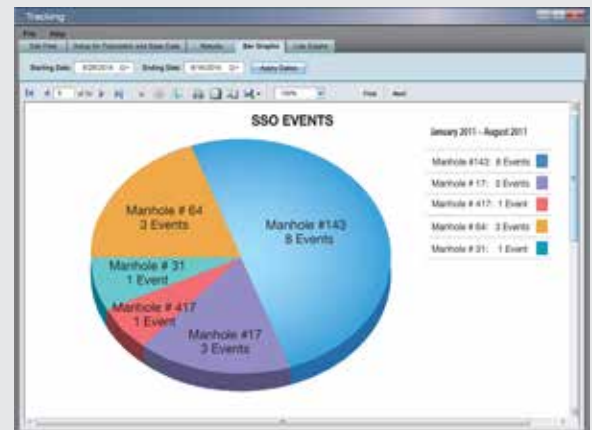 Tracking
File Help
Results Bar Graphs Line Graphs
Starting Date: Ending Date: Apply Dates
100% Find Next
SSO EVENTS
January 2011 - August 2011
Manhole #143: 8 Events
Manhole # 17: 3 Events
Manhole # 417: 1 Event
Manhole # 64: 3 Events
Manhole # 31: 1 Event
Manhole # 64
3 Events
Manhole #143
8 Events
Manhole # 31
1 Event
Manhole # 417
1 Event
Manhole #17
3 Events